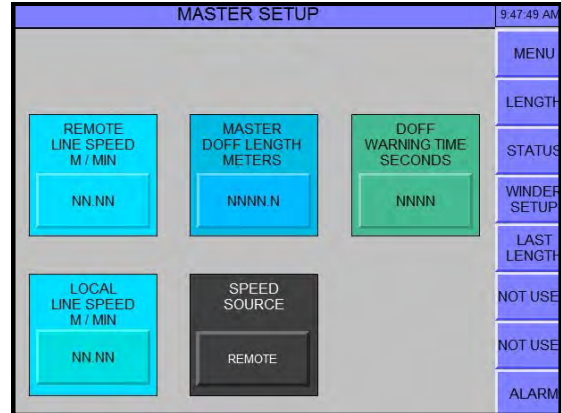 MASTER SETUP
9:47:49 AM
MENU
LENGTH
STATUS
WINDER
SETUP
LAST
LENGTH
NOT USE
NOT USE
ALARM
REMOTE
LINE SPEED
M / MIN
NN.NN
MASTER
DOFF LENGTH
METERS
NNNN.N
DOFF
WARNING TIME
SECONDS
NNNN
LOCAL
LINE SPEED
M / MIN
NN.NN
SPEED
SOURCE
REMOTE